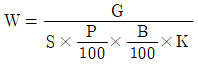 W = G / (S × P/100 × B/100 × K)